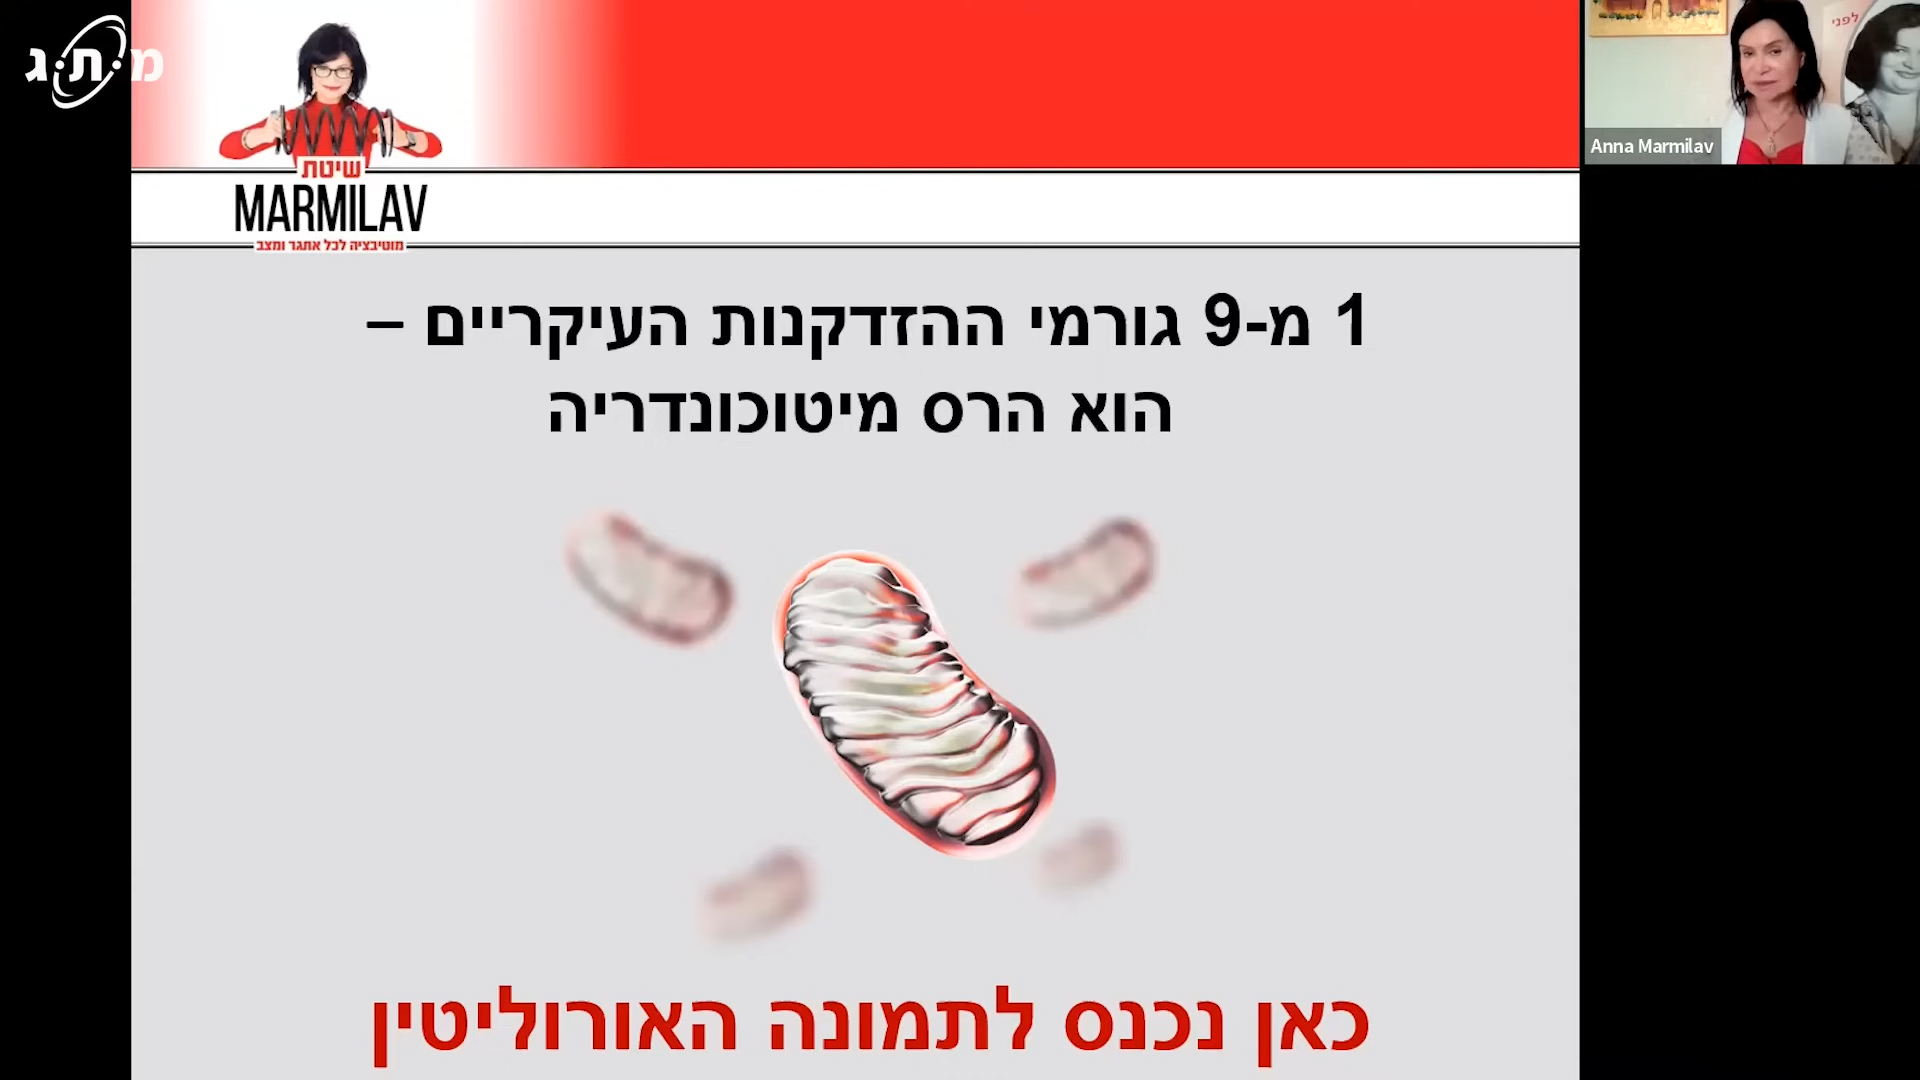 מ.ת.ג
שיטת
MARMILAV
מוטיבציה לכל אתגר ומצב
לפני
Anna Marmilav
1 מ-9 גורמי ההזדקנות העיקריים –
הוא הרס מיטוכונדריה
כאן נכנס לתמונה האורוליטין